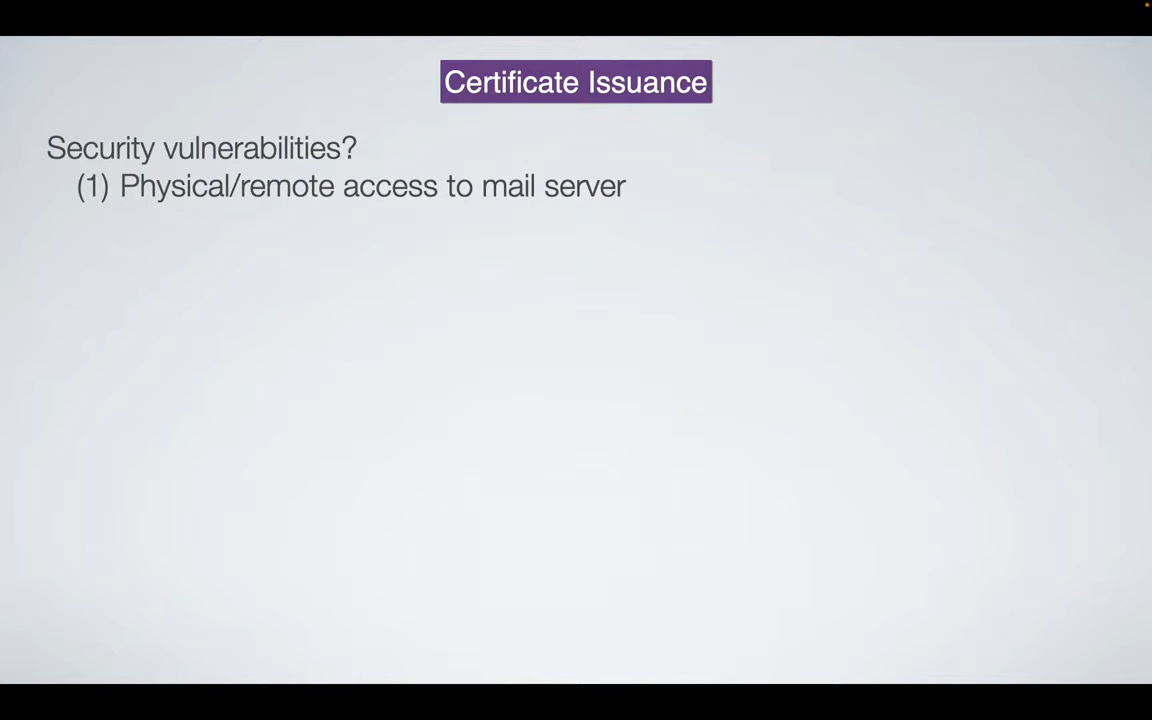 Certificate Issuance
Security vulnerabilities?
(1) Physical/remote access to mail server